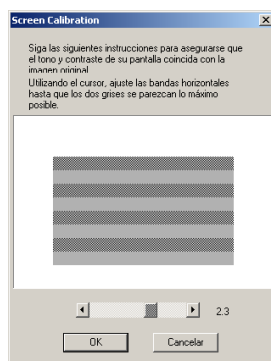 Screen Calibration
Siga las siguientes instrucciones para asegurarse que
el tono y contraste de su pantalla coincida con la
imagen original
Utilizando el cursor, ajuste las bandas horizontales
hasta que los dos grises se parezcan lo máximo
posible.
2.3
OK
Cancelar